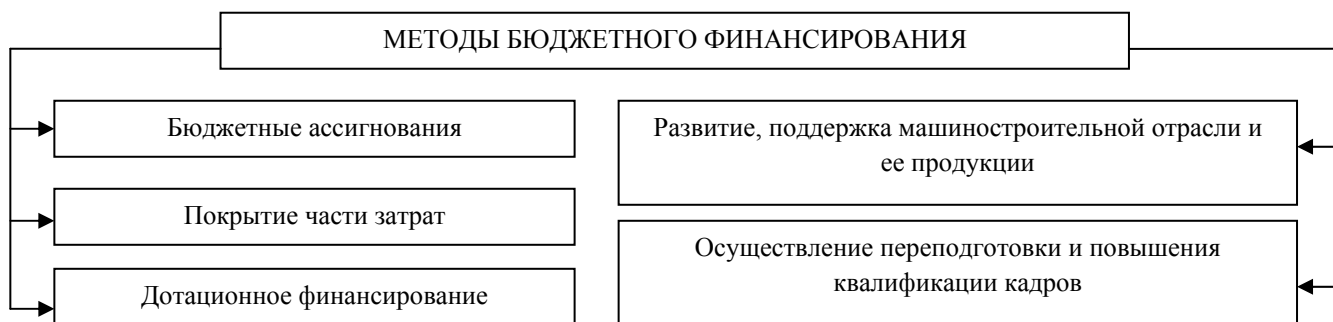 МЕТОДЫ БЮДЖЕТНОГО ФИНАНСИРОВАНИЯ
Бюджетные ассигнования
Покрытие части затрат
Дотационное финансирование
Развитие, поддержка машиностроительной отрасли и
ее продукции
Осуществление переподготовки и повышения
квалификации кадров